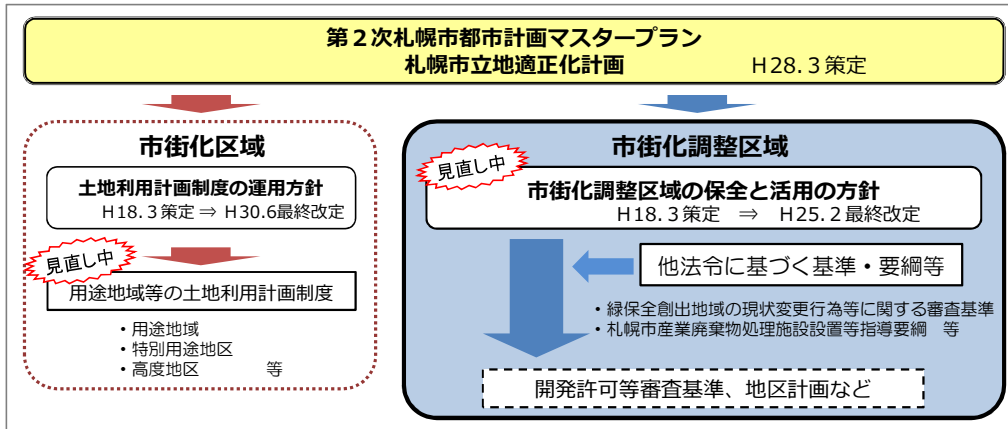 第２次札幌市都市計画マスタープラン
札幌市立地適正化計画　　H28.3策定
市街化区域
土地利用計画制度の運用方針
H18.3策定 ⇒ H30.6最終改定
見直し中
用途地域等の土地利用計画制度
・用途地域
・特別用途地区
・高度地区　　等
市街化調整区域
見直し中
市街化調整区域の保全と活用の方針
H18.3策定　⇒　H25.2最終改定
他法令に基づく基準・要綱等
・緑保全創出地域の現状変更行為等に関する審査基準
・札幌市産業廃棄物処理施設設置等指導要綱　等
開発許可等審査基準、地区計画など